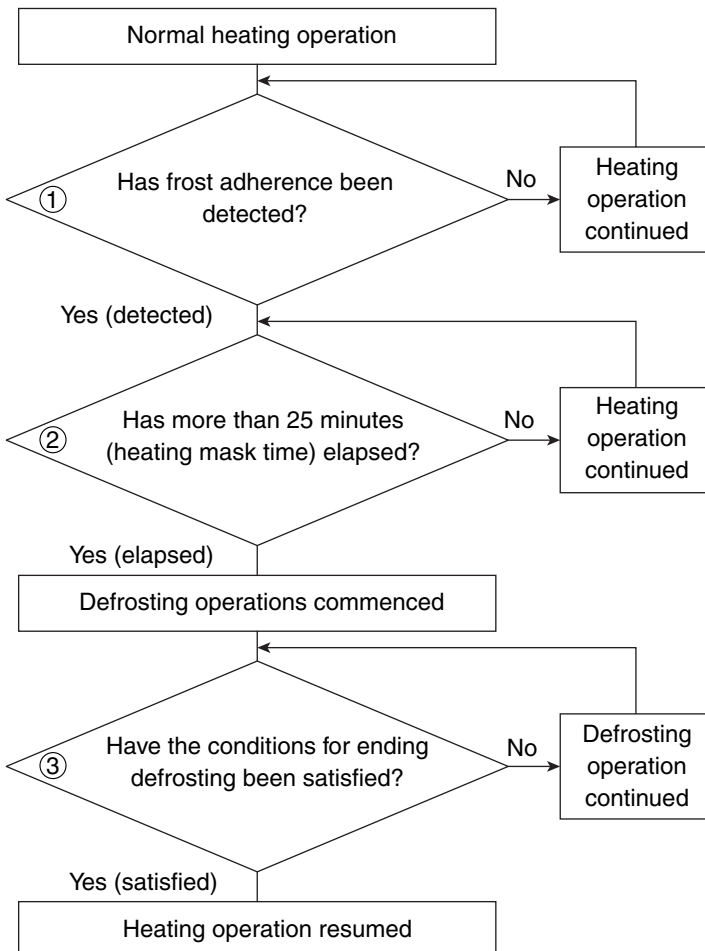 Normal heating operation
①
Has frost adherence been
detected?
No
Heating
operation
continued
Yes (detected)
②
Has more than 25 minutes
(heating mask time) elapsed?
No
Heating
operation
continued
Yes (elapsed)
Defrosting operations commenced
③
Have the conditions for ending
defrosting been satisfied?
No
Defrosting
operation
continued
Yes (satisfied)
Heating operation resumed